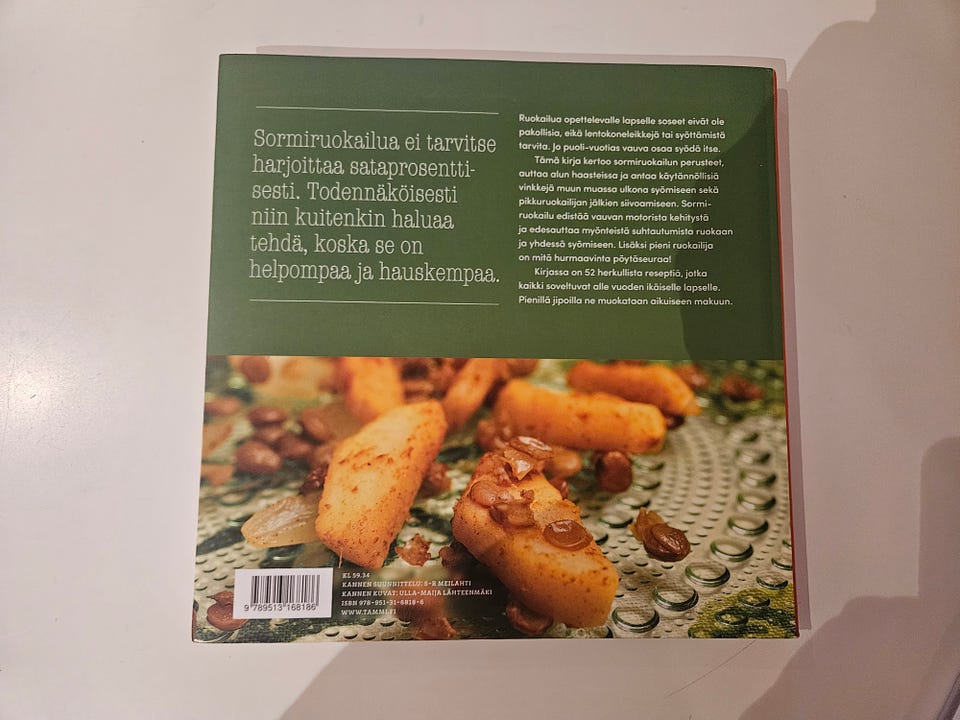 Sormiruokailua ei tarvitse
harjoittaa sataprosentti-
sesti. Todennäköisesti
niin kuitenkin haluaa
tehdä, koska se on
helpompaa ja hauskempaa.
Ruokailua opettelevalle lapselle soseet eivät ole
pakollisia, eikä lentokoneleikkejä tai syöttämistä
tarvita. Jo puoli-vuotias vauva osaa syödä itse.
Tämä kirja kertoo sormiruokailun perusteet,
auttaa alun haasteissa ja antaa käytännöllisiä
vinkkejä muun muassa ulkona syömiseen sekä
pikkuruokailijan jälkien siivoamiseen. Sormi-
ruokailu edistää vauvan motorista kehitystä
ja edesauttaa myönteistä suhtautumista ruokaan
ja yhdessä syömiseen. Lisäksi pieni ruokailija
on mitä hurmaavinta pöytäseuraa!
Kirjassa on 52 herkullista reseptiä, jotka
kaikki soveltuvat alle vuoden ikäiselle lapselle.
Pienillä jipoilla ne muokataan aikuiseen makuun.
KL 59.34
KANNEN SUUNNITTELU: S-R MEILAHTI
KANNEN KUVAT: ULLA-MAIJA LÄHTEENMÄKI
ISBN 978-951-31-6818-6
WWW.TAMMI.FI
9 789513 168186